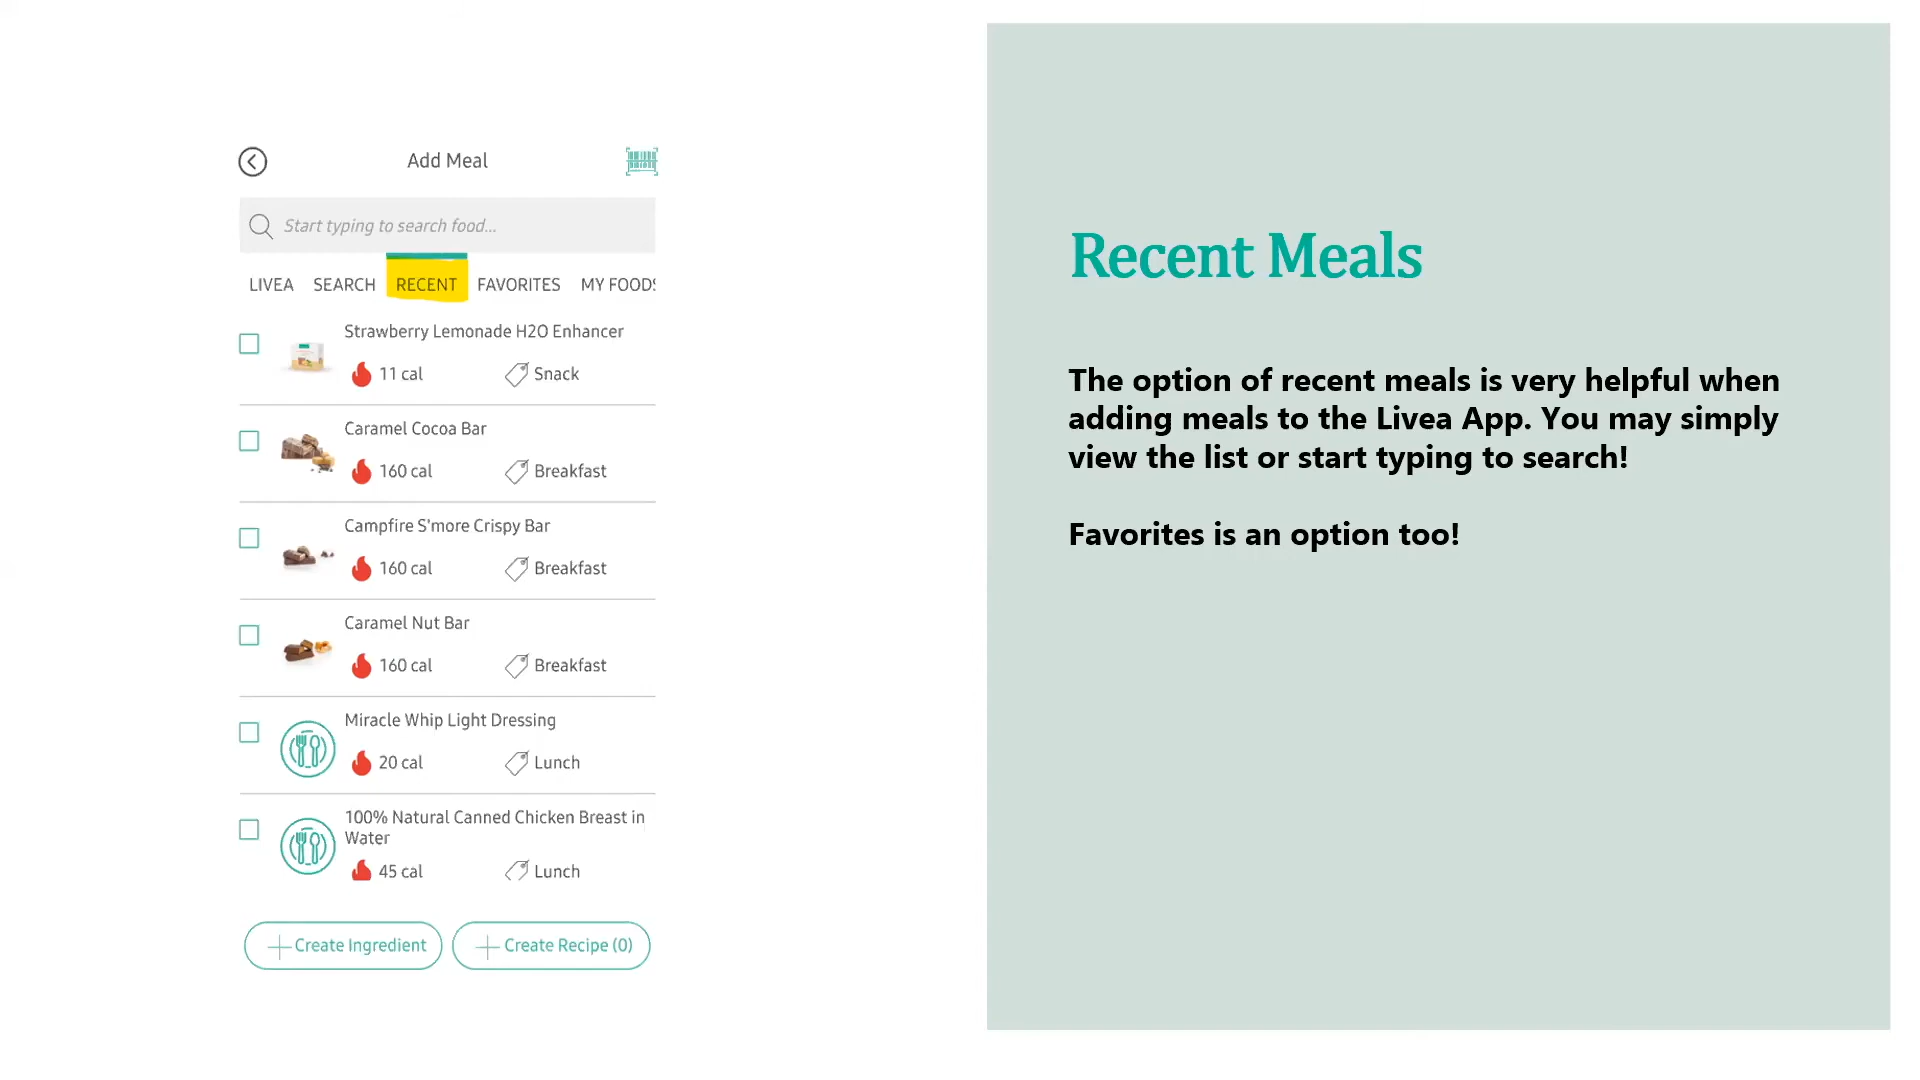 Add Meal
Start typing to search food...
LIVEA SEARCH RECENT FAVORITES MY FOODS
Strawberry Lemonade H2O Enhancer
11 cal Snack
Caramel Cocoa Bar
160 cal Breakfast
Campfire S'more Crispy Bar
160 cal Breakfast
Caramel Nut Bar
160 cal Breakfast
Miracle Whip Light Dressing
20 cal Lunch
100% Natural Canned Chicken Breast in
Water
45 cal Lunch
Create Ingredient Create Recipe (0)
Recent Meals
The option of recent meals is very helpful when
adding meals to the Livea App. You may simply
view the list or start typing to search!
Favorites is an option too!